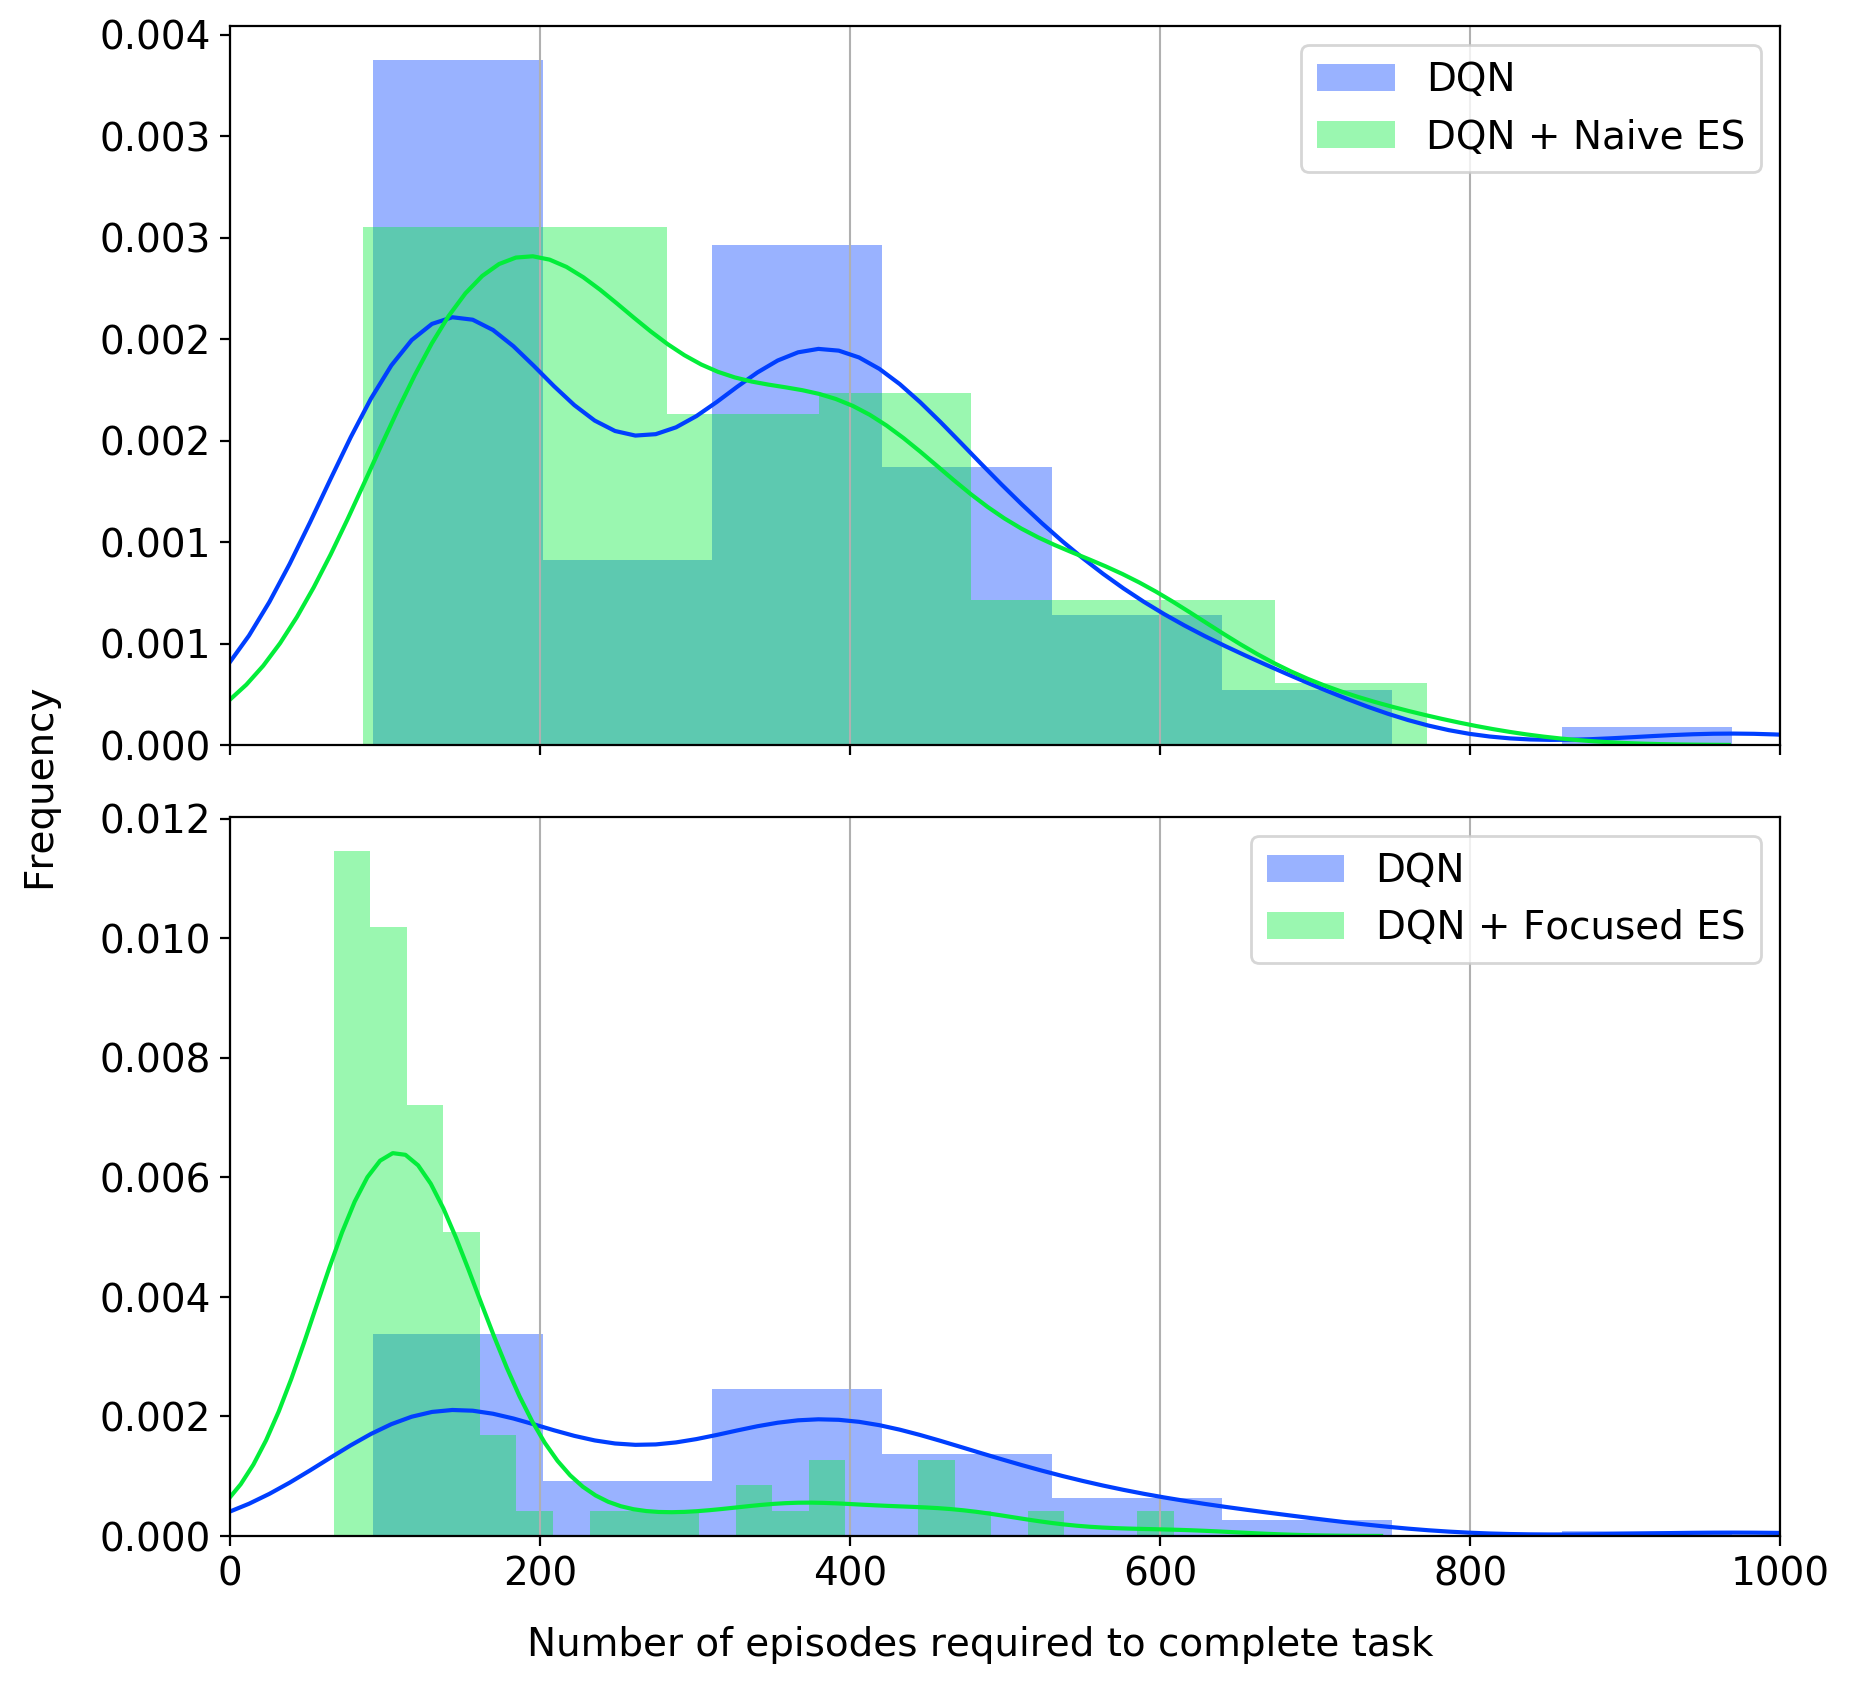 0.004
0.003
0.003
0.002
0.002
0.001
0.001
0.000
DQN
DQN + Naive ES
Frequency
0.012
0.010
0.008
0.006
0.004
0.002
0.000
DQN
DQN + Focused ES
0 200 400 600 800 1000
Number of episodes required to complete task